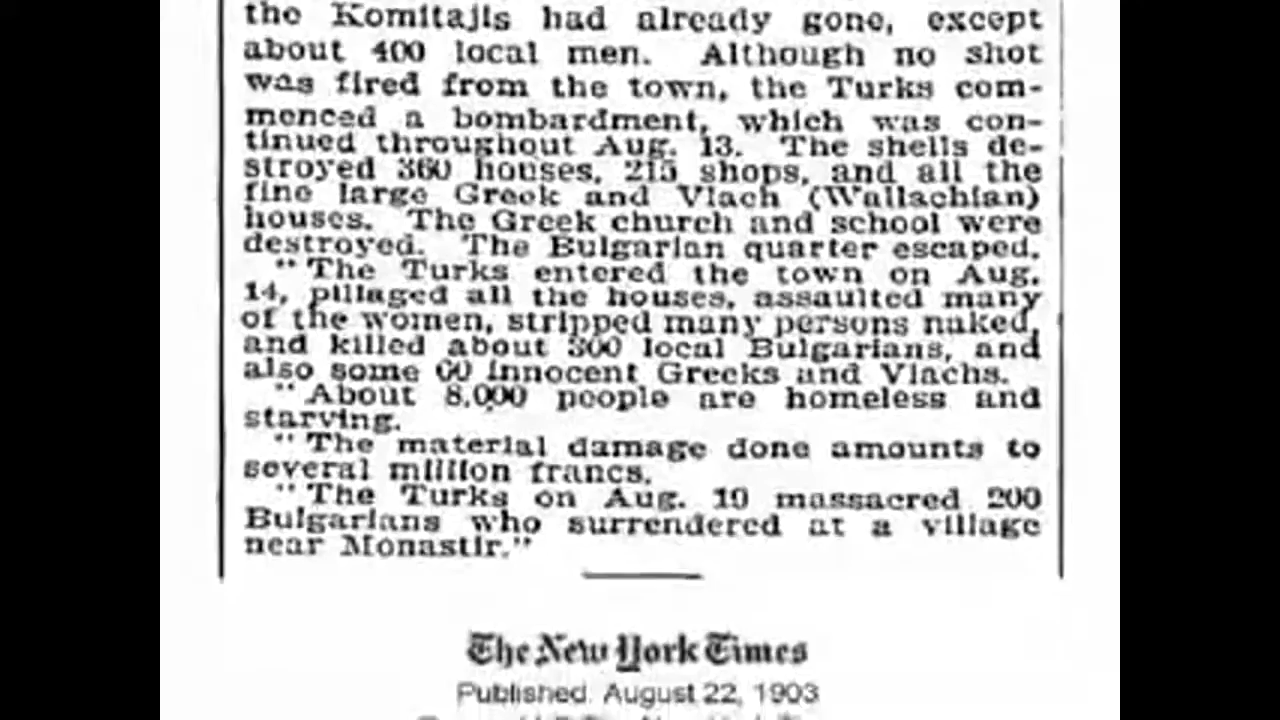 the Komitajis had already gone, except
about 400 local men. Although no shot
was fired from the town, the Turks com-
menced a bombardment, which was con-
tinued throughout Aug. 13. The shells de-
stroyed 360 houses, 215 shops, and all the
fine large Greek and Vlach (Wallachian)
houses. The Greek church and school were
destroyed. The Bulgarian quarter escaped.
"The Turks entered the town on Aug.
14, pillaged all the houses, assaulted many
of the women, stripped many persons naked,
and killed about 300 local Bulgarians, and
also some 60 innocent Greeks and Vlachs.
"About 8,000 people are homeless and
starving.
"The material damage done amounts to
several million francs.
"The Turks on Aug. 10 massacred 200
Bulgarians who surrendered at a village
near Monastir."
The New York Times
Published: August 22, 1903